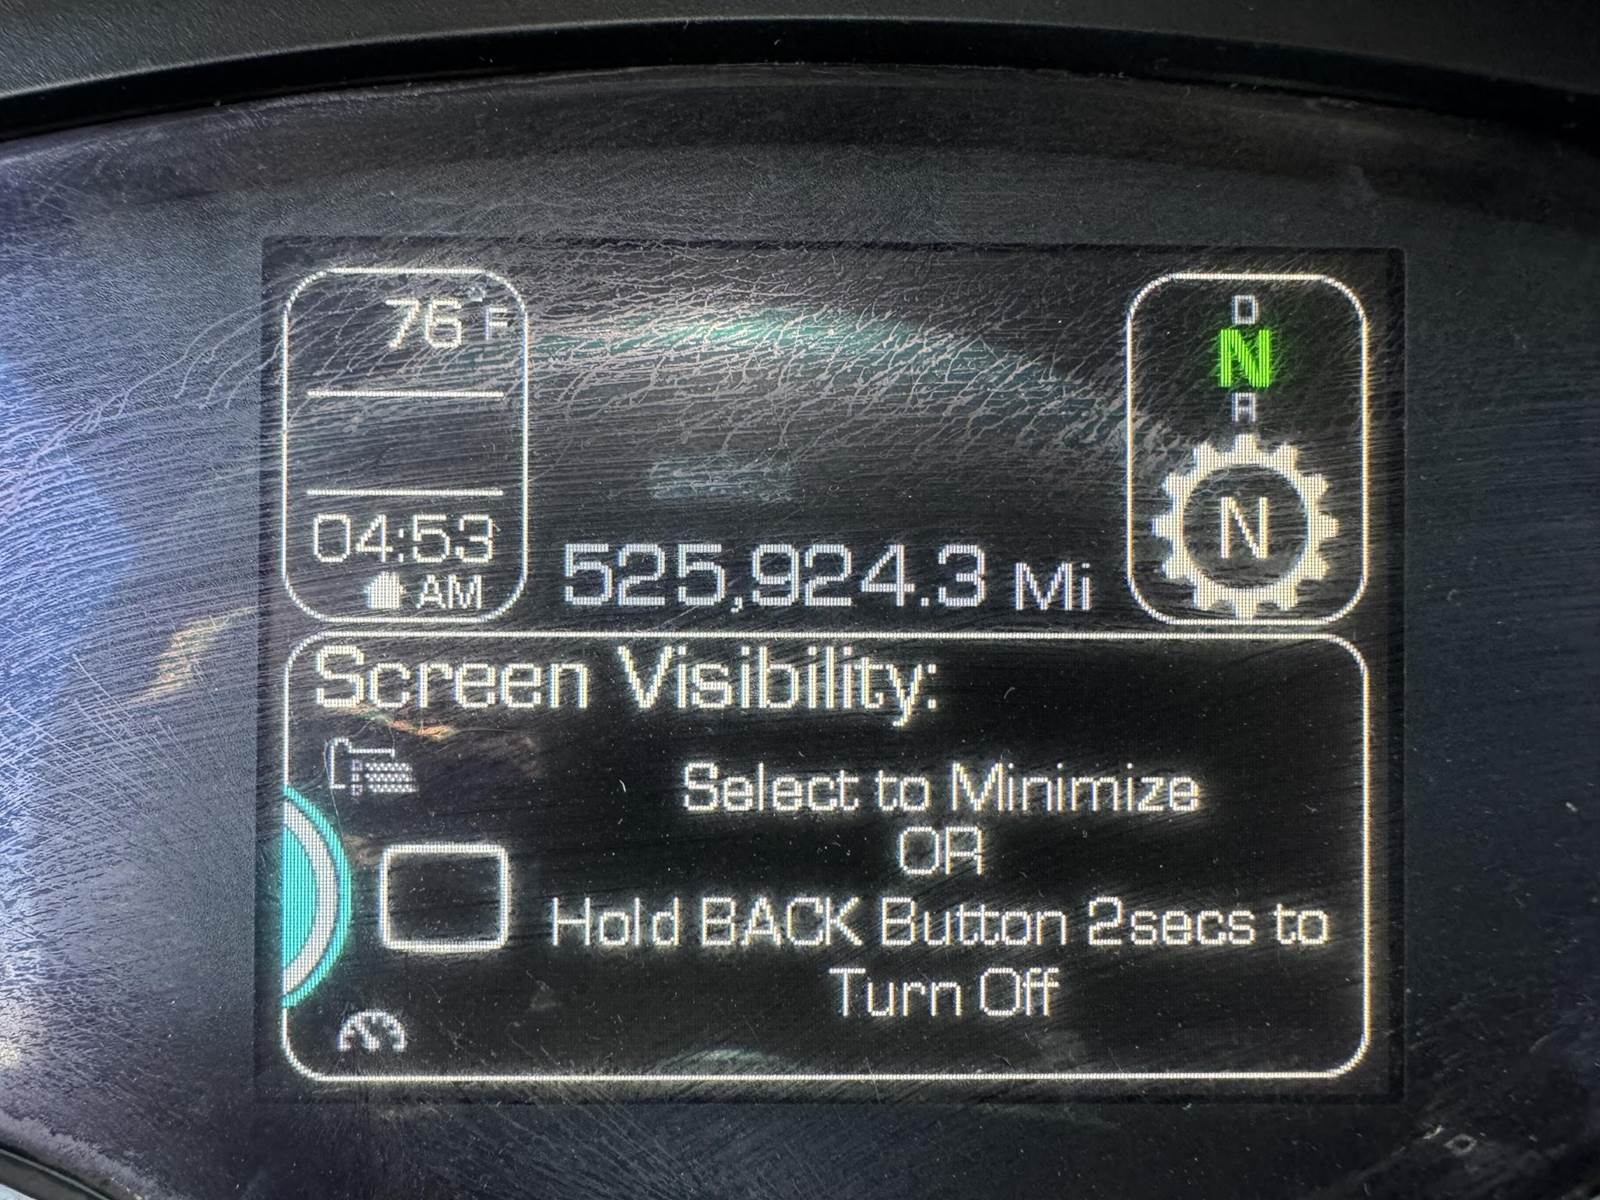 76°F
04:53
AM
525,924.3 Mi
D
N
R
N
Screen Visibility:
Select to Minimize
OR
Hold BACK Button 2secs to
Turn Off